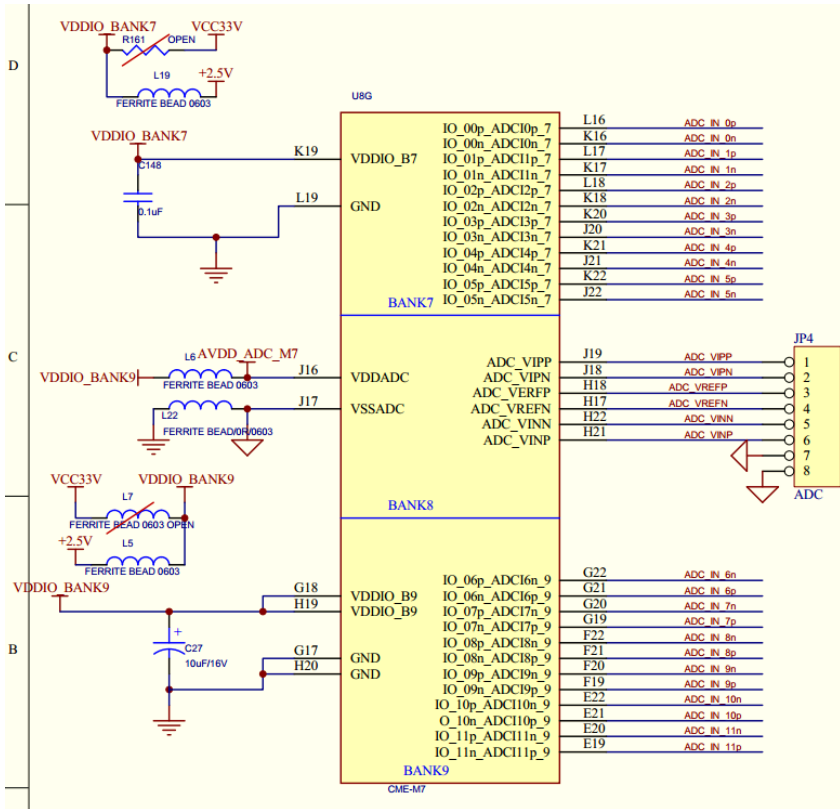 D
VDDIO_BANK7
VCC33V
R161
OPEN
L19
+2.5V
FERRITE BEAD 0603
VDDIO_BANK7
C148
0.1uF
K19
L19
U8G
VDDIO_B7
GND
IO_00p_ADCI0p_7
IO_00n_ADCI0n_7
IO_01p_ADCI1p_7
IO_01n_ADCI1n_7
IO_02p_ADCI2p_7
IO_02n_ADCI2n_7
IO_03p_ADCI3p_7
IO_03n_ADCI3n_7
IO_04p_ADCI4p_7
IO_04n_ADCI4n_7
IO_05p_ADCI5p_7
IO_05n_ADCI5n_7
BANK7
L16 ADC_IN_0p
K16 ADC_IN_0n
L17 ADC_IN_1p
K17 ADC_IN_1n
L18 ADC_IN_2p
K18 ADC_IN_2n
K20 ADC_IN_3p
J20 ADC_IN_3n
K21 ADC_IN_4p
J21 ADC_IN_4n
K22 ADC_IN_5p
J22 ADC_IN_5n
C
VDDIO_BANK9
L6
AVDD_ADC_M7
FERRITE BEAD 0603
L22
FERRITE BEAD/0R/0603
J16
J17
VDDADC
VSSADC
ADC_VIPP
ADC_VIPN
ADC_VERFP
ADC_VREFN
ADC_VINN
ADC_VINP
BANK8
J19 ADC_VIPP
J18 ADC_VIPN
H18 ADC_VREFP
H17 ADC_VREFN
H22 ADC_VINN
H21 ADC_VINP
JP4
1
2
3
4
5
6
7
8
ADC
VCC33V
VDDIO_BANK9
L7
FERRITE BEAD 0603 OPEN
+2.5V
L5
FERRITE BEAD 0603
B
VDDIO_BANK9
+
C27
10uF/16V
G18
H19
G17
H20
VDDIO_B9
VDDIO_B9
GND
GND
IO_06p_ADCI6n_9
IO_06n_ADCI6p_9
IO_07p_ADCI7n_9
IO_07n_ADCI7p_9
IO_08p_ADCI8n_9
IO_08n_ADCI8p_9
IO_09p_ADCI9n_9
IO_09n_ADCI9p_9
IO_10p_ADCI10n_9
O_10n_ADCI10p_9
IO_11p_ADCI11n_9
IO_11n_ADCI11p_9
BANK9
CME-M7
G22 ADC_IN_6n
G21 ADC_IN_6p
G20 ADC_IN_7n
G19 ADC_IN_7p
F22 ADC_IN_8n
F21 ADC_IN_8p
F20 ADC_IN_9n
F19 ADC_IN_9p
E22 ADC_IN_10n
E21 ADC_IN_10p
E20 ADC_IN_11n
E19 ADC_IN_11p